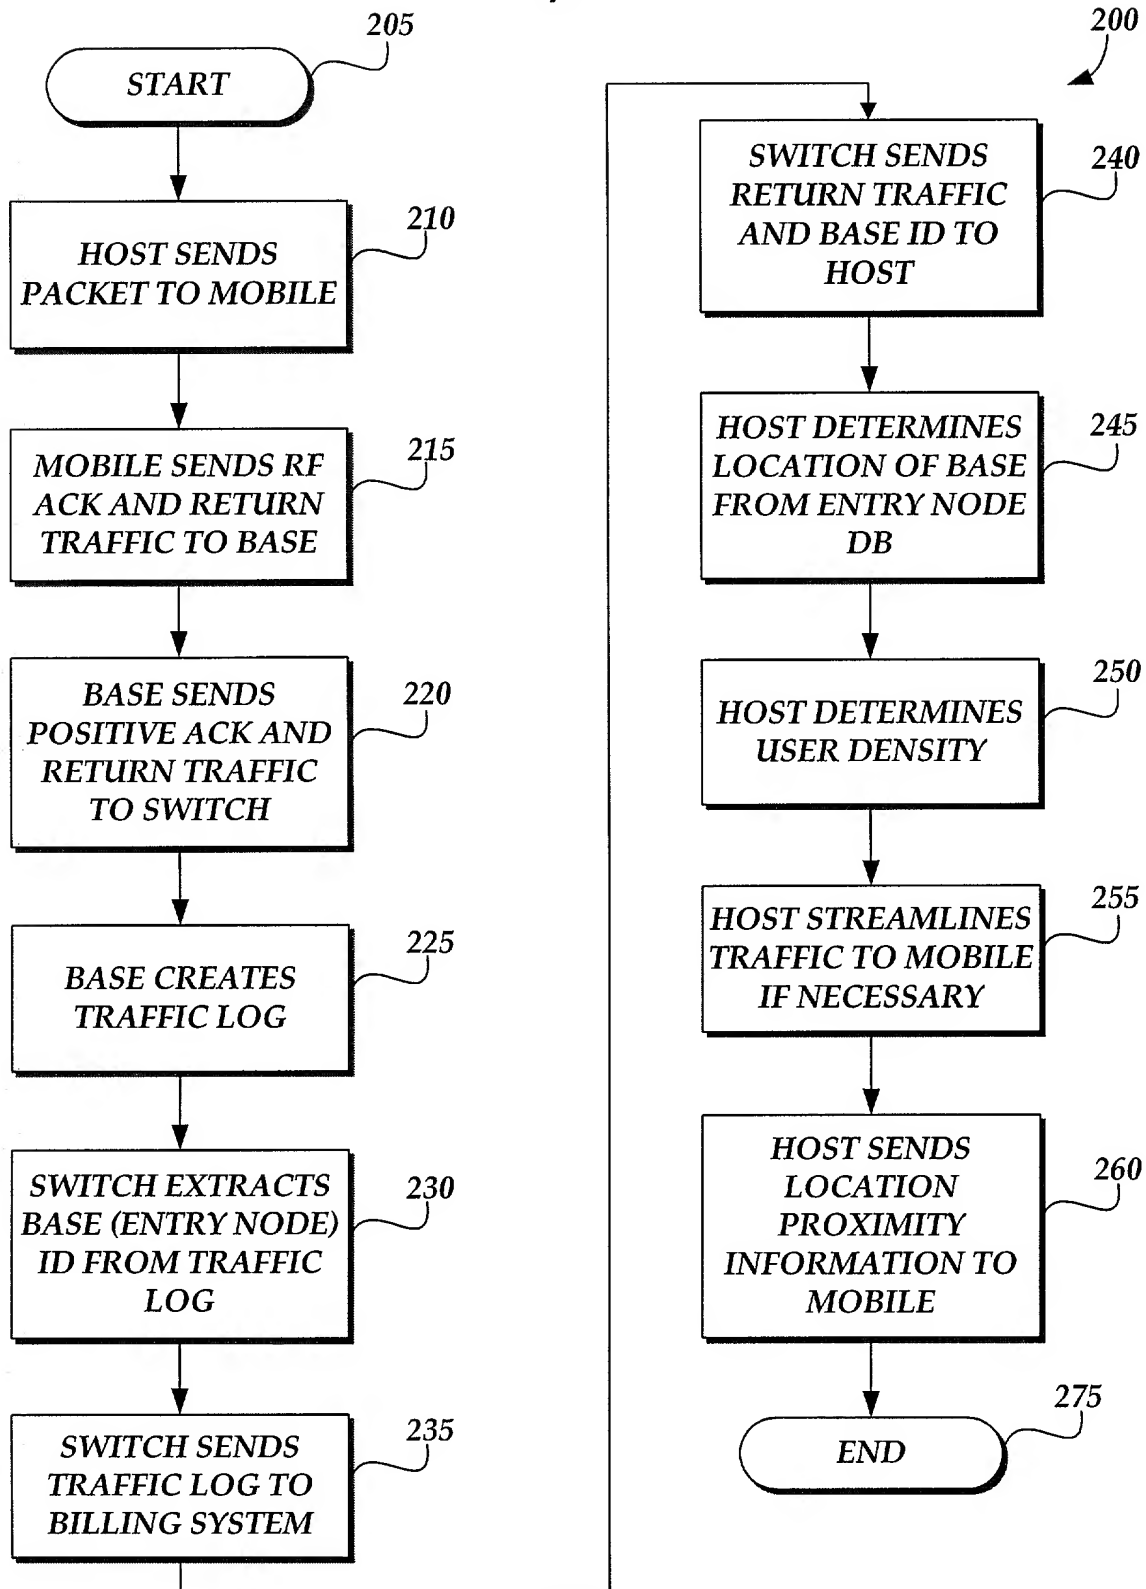 205
START
210
HOST SENDS
PACKET TO MOBILE
215
MOBILE SENDS RF
ACK AND RETURN
TRAFFIC TO BASE
220
BASE SENDS
POSITIVE ACK AND
RETURN TRAFFIC
TO SWITCH
225
BASE CREATES
TRAFFIC LOG
230
SWITCH EXTRACTS
BASE (ENTRY NODE)
ID FROM TRAFFIC
LOG
235
SWITCH SENDS
TRAFFIC LOG TO
BILLING SYSTEM
200
240
SWITCH SENDS
RETURN TRAFFIC
AND BASE ID TO
HOST
245
HOST DETERMINES
LOCATION OF BASE
FROM ENTRY NODE
DB
250
HOST DETERMINES
USER DENSITY
255
HOST STREAMLINES
TRAFFIC TO MOBILE
IF NECESSARY
260
HOST SENDS
LOCATION
PROXIMITY
INFORMATION TO
MOBILE
275
END